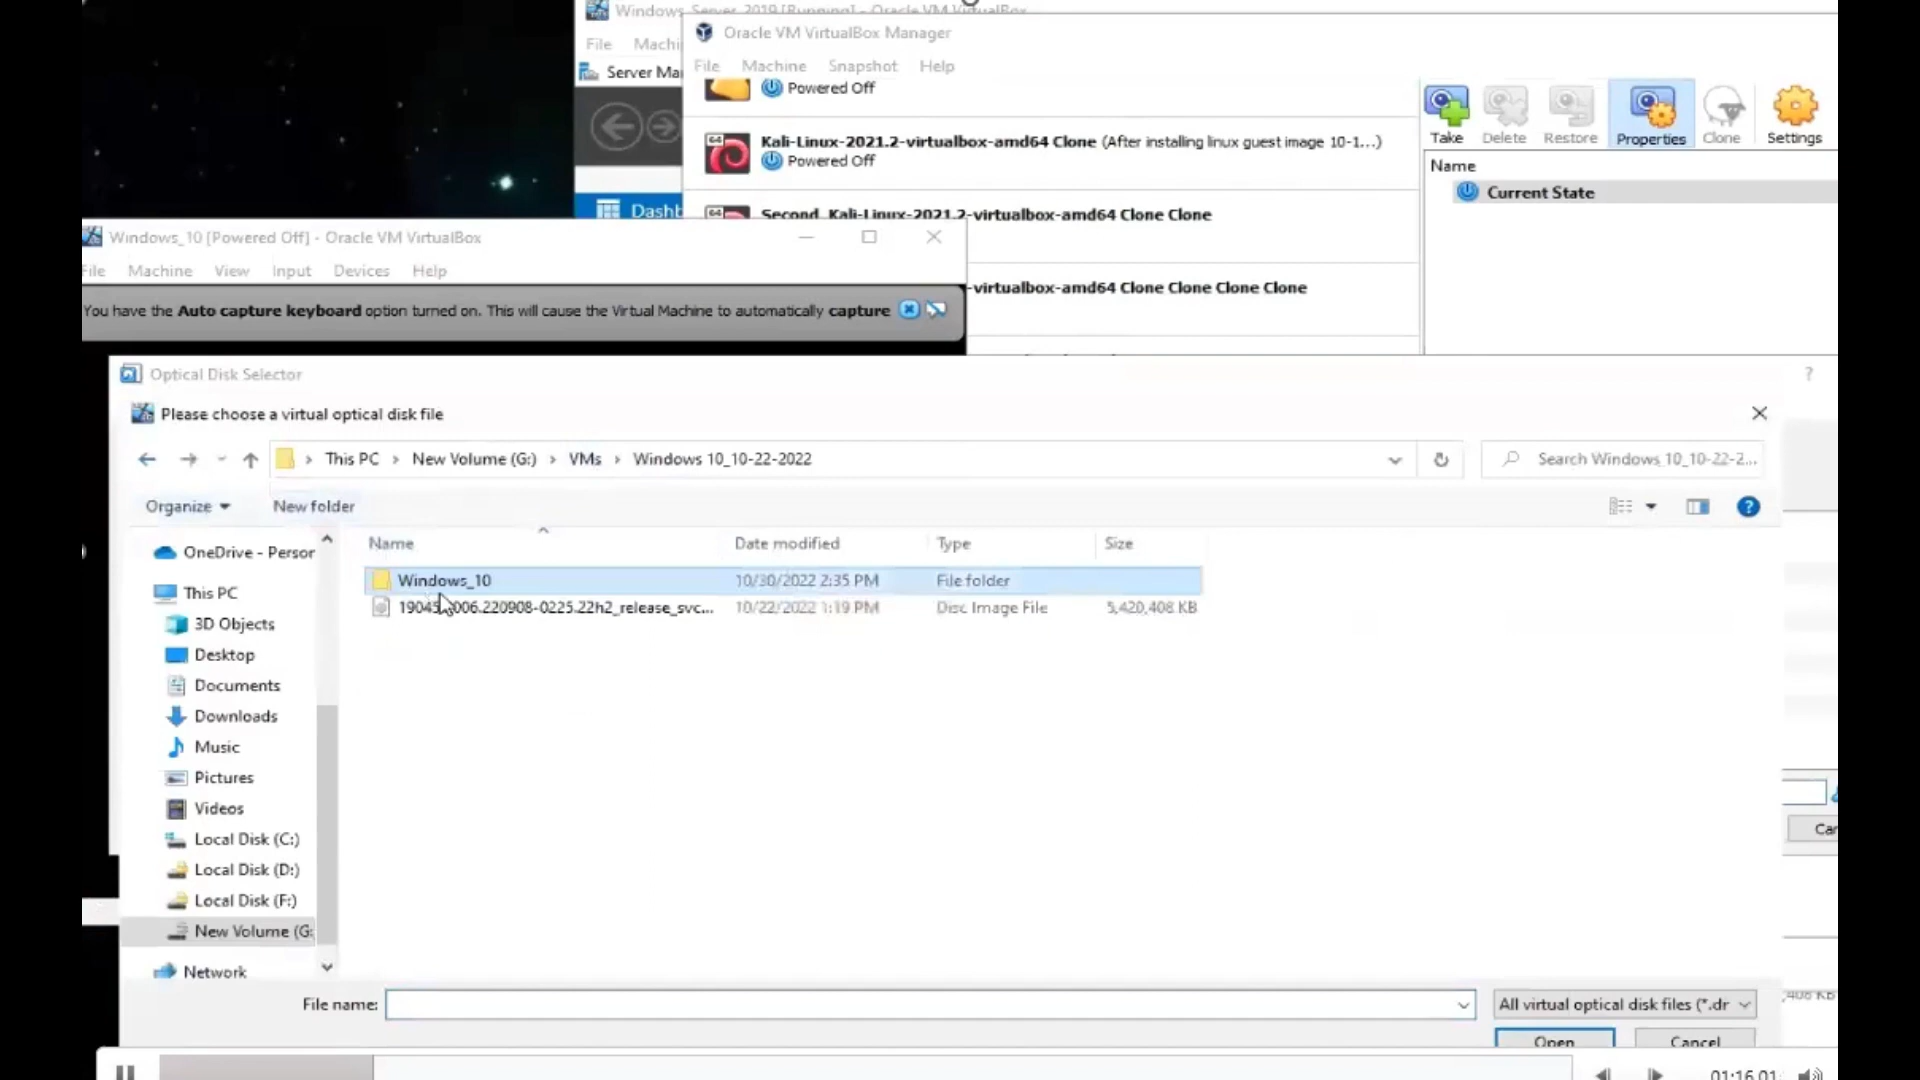 Windows Server 2019 [Running] - Oracle VM VirtualBox
File Machi
Server Ma
Dashb
Oracle VM VirtualBox Manager
File Machine Snapshot Help
Powered Off
Kali-Linux-2021.2-virtualbox-amd64 Clone (After installing linux guest image 10-1...)
Powered Off
Second_Kali-Linux-2021.2-virtualbox-amd64 Clone Clone
-virtualbox-amd64 Clone Clone Clone Clone
Take Delete Restore Properties Clone Settings
Name
Current State
Windows_10 [Powered Off] - Oracle VM VirtualBox
File Machine View Input Devices Help
You have the Auto capture keyboard option turned on. This will cause the Virtual Machine to automatically capture
Optical Disk Selector
?
Please choose a virtual optical disk file
This PC > New Volume (G:) > VMs > Windows 10_10-22-2022
Search Windows 10_10-22-2...
Organize New folder
Name Date modified Type Size
Windows_10 10/30/2022 2:35 PM File folder
006.220908-0225.22h2_release_svc... 10/22/2022 1:19 PM Disc Image File 5,420,408 KB
OneDrive - Person
This PC
3D Objects
Desktop
Documents
Downloads
Music
Pictures
Videos
Local Disk (C:)
Local Disk (D:)
Local Disk (F:)
New Volume (G:
Network
Can
File name:
All virtual optical disk files (*.dr
Open Cancel
01:16.01